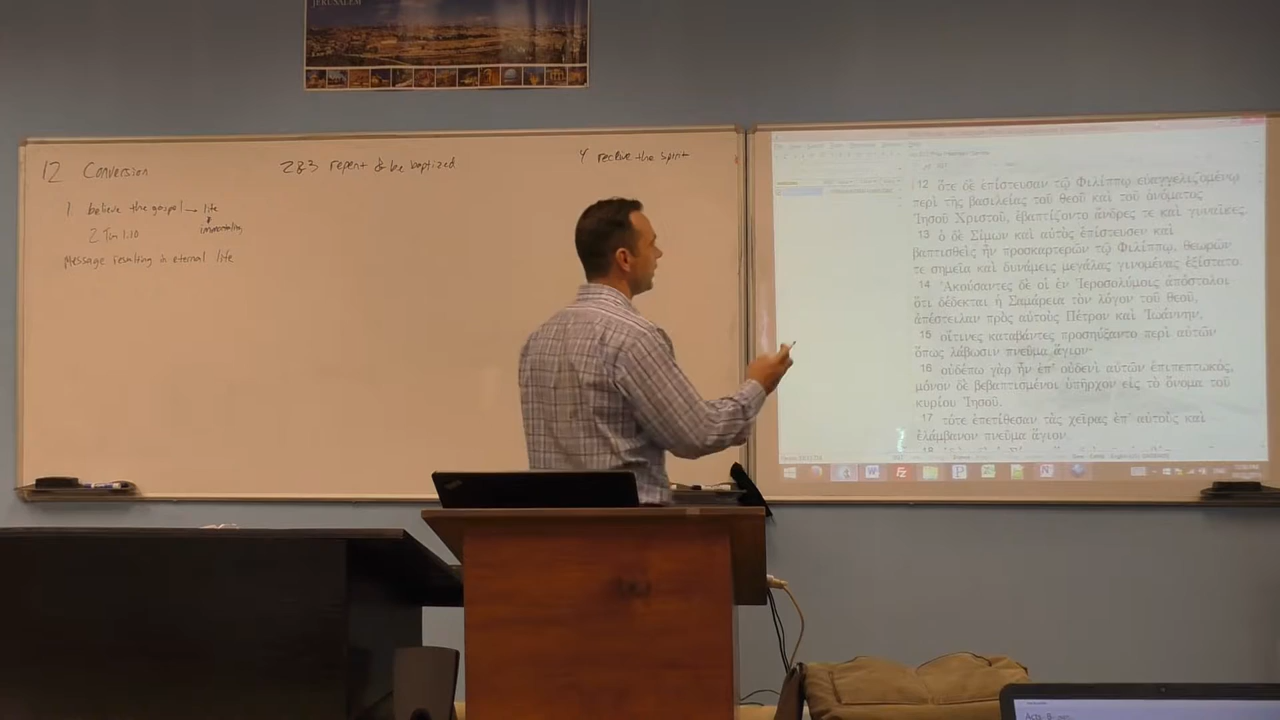 JERUSALEM
12 Conversion
2&3 repent & be baptized
4 receive the spirit
1 believe the gospel → life
immortality
2 Tim 1.10
Message resulting in eternal life
12 ὅτε δὲ ἐπίστευσαν τῷ Φιλίππῳ εὐαγγελιζομένῳ
περὶ τῆς βασιλείας τοῦ θεοῦ καὶ τοῦ ὀνόματος
Ἰησοῦ Χριστοῦ, ἐβαπτίζοντο ἄνδρες τε καὶ γυναῖκες.
13 ὁ δὲ Σίμων καὶ αὐτὸς ἐπίστευσεν καὶ
βαπτισθεὶς ἦν προσκαρτερῶν τῷ Φιλίππῳ, θεωρῶν
τε σημεῖα καὶ δυνάμεις μεγάλας γινομένας ἐξίστατο.
14 Ἀκούσαντες δὲ οἱ ἐν Ἱεροσολύμοις ἀπόστολοι
ὅτι δέδεκται ἡ Σαμάρεια τὸν λόγον τοῦ θεοῦ,
ἀπέστειλαν πρὸς αὐτοὺς Πέτρον καὶ Ἰωάννην,
15 οἵτινες καταβάντες προσηύξαντο περὶ αὐτῶν
ὅπως λάβωσιν πνεῦμα ἅγιον·
16 οὐδέπω γὰρ ἦν ἐπ᾽ οὐδενὶ αὐτῶν ἐπιπεπτωκός,
μόνον δὲ βεβαπτισμένοι ὑπῆρχον εἰς τὸ ὄνομα τοῦ
κυρίου Ἰησοῦ.
17 τότε ἐπετίθεσαν τὰς χεῖρας ἐπ᾽ αὐτοὺς καὶ
ἐλάμβανον πνεῦμα ἅγιον.
Acts 8